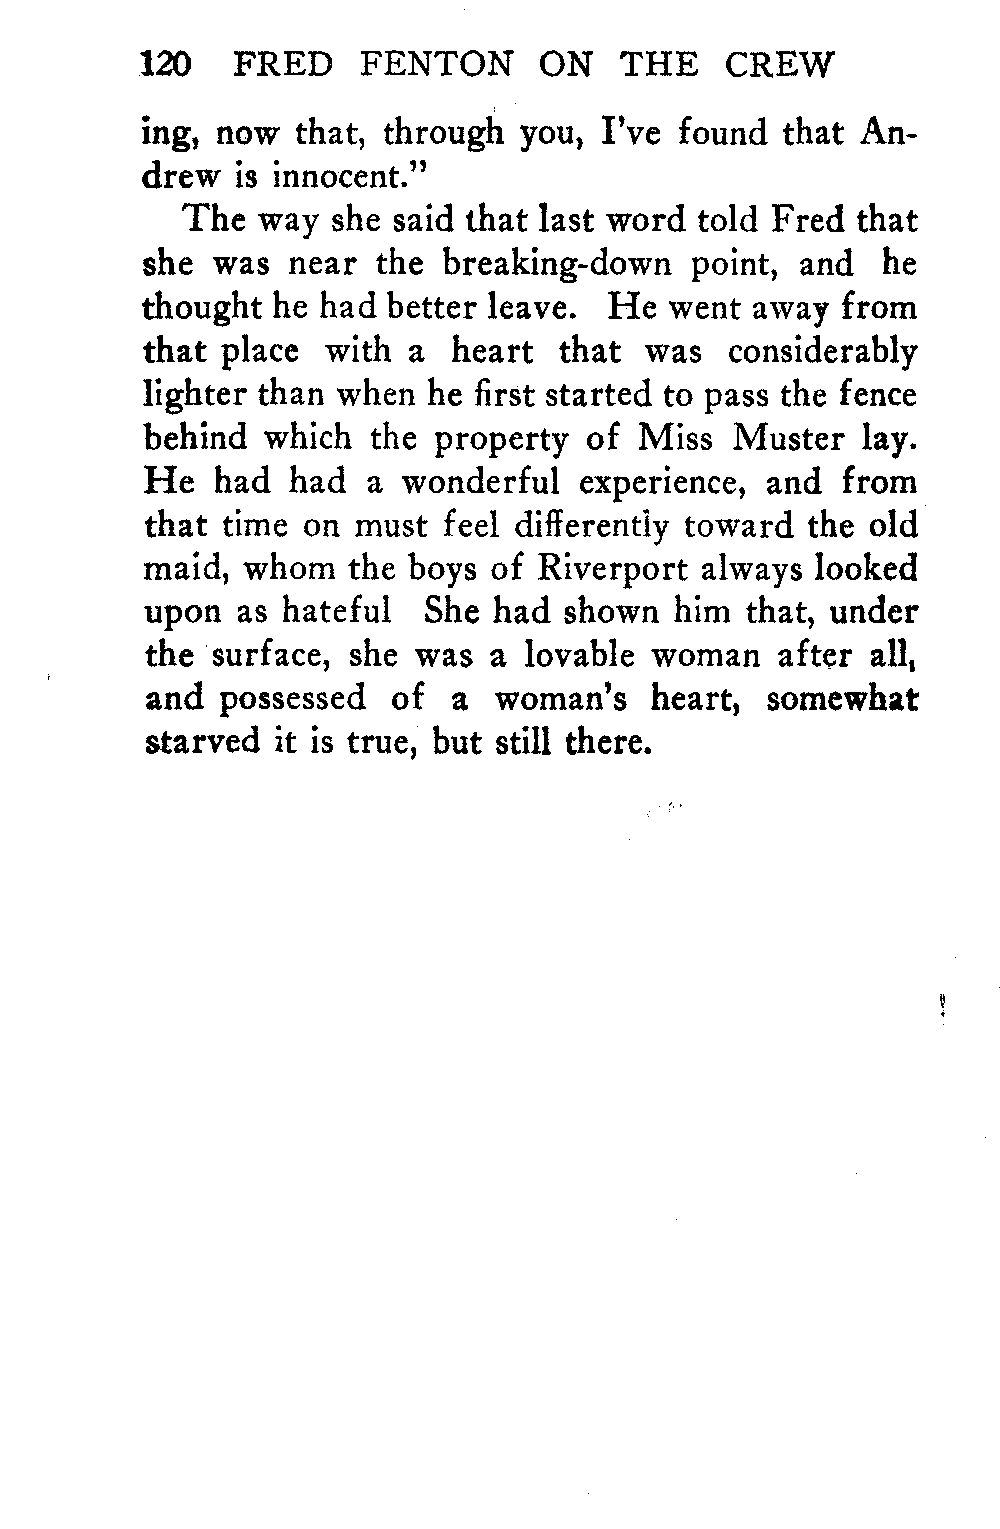 120 FRED FENTON ON THE CREW
ing, now that, through you, I've found that An-
drew is innocent."
The way she said that last word told Fred that
she was near the breaking-down point, and he
thought he had better leave. He went away from
that place with a heart that was considerably
lighter than when he first started to pass the fence
behind which the property of Miss Muster lay.
He had had a wonderful experience, and from
that time on must feel differently toward the old
maid, whom the boys of Riverport always looked
upon as hateful She had shown him that, under
the surface, she was a lovable woman after all,
and possessed of a woman's heart, somewhat
starved it is true, but still there.